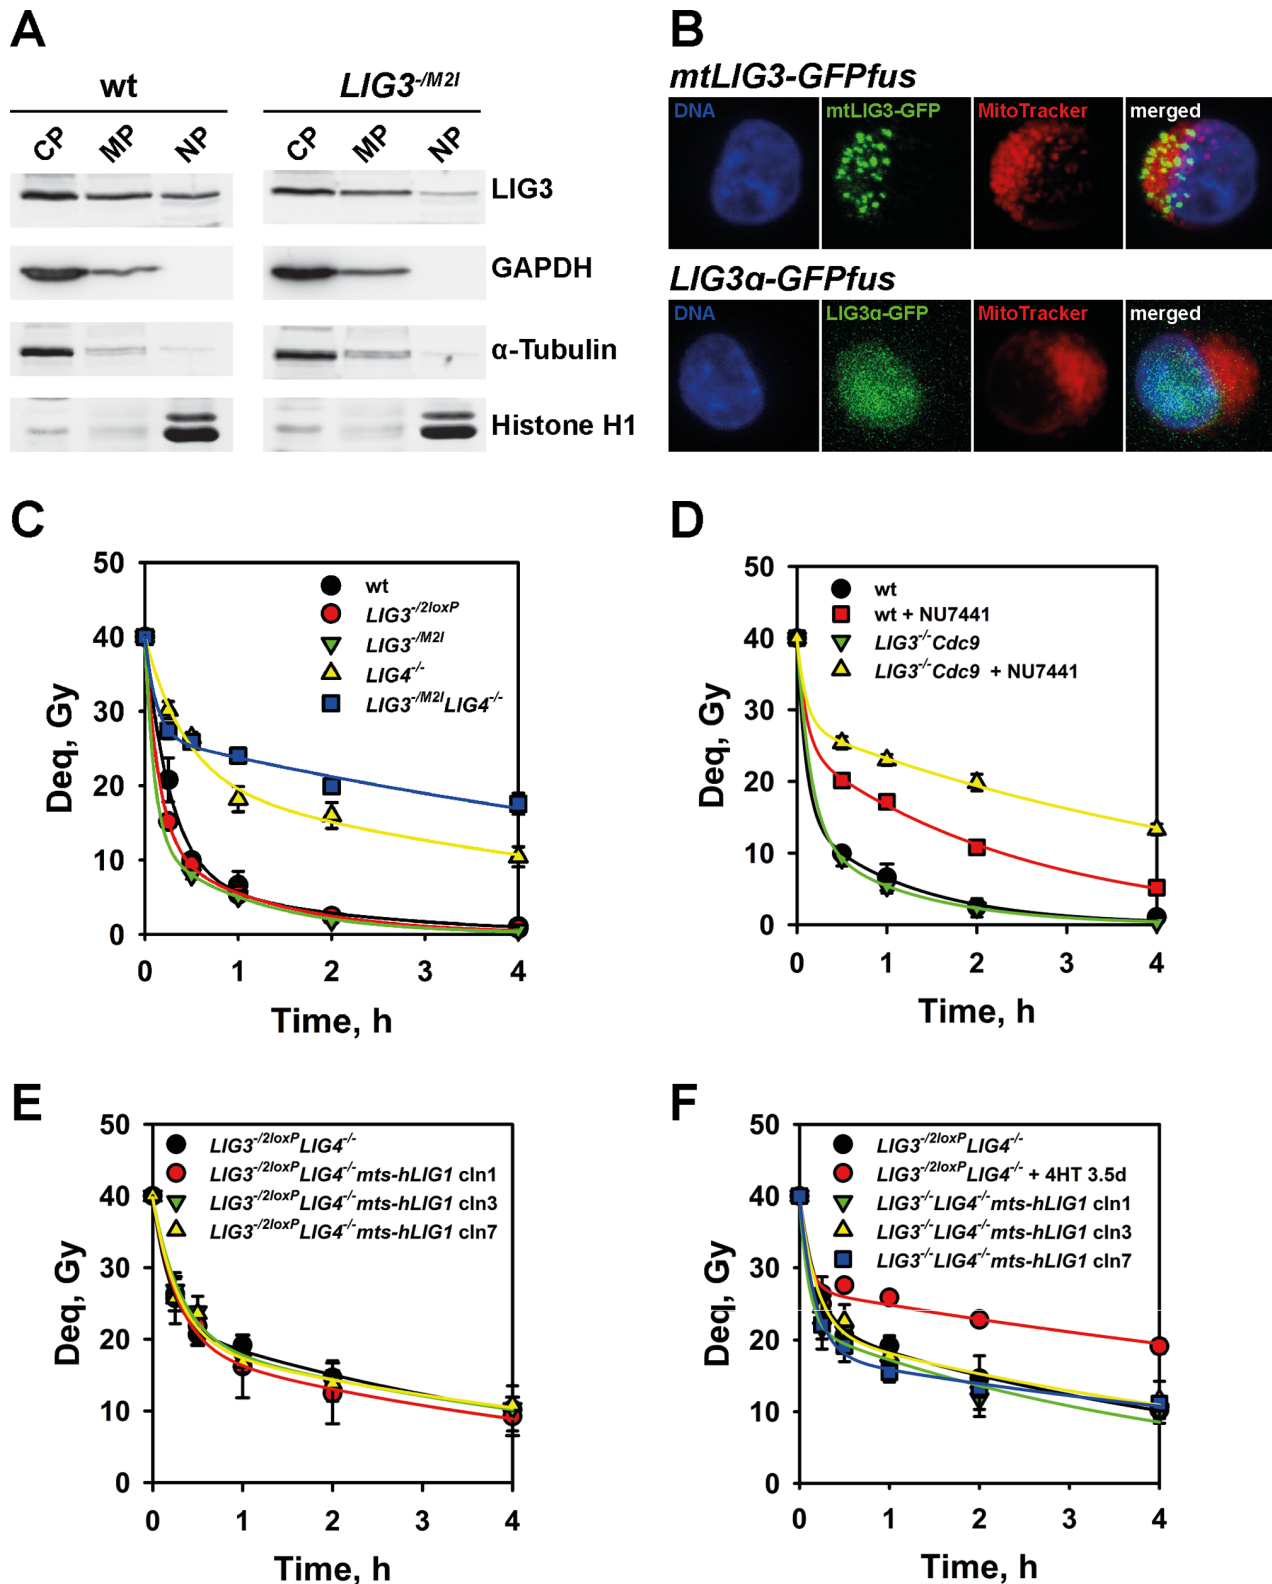 A
wt LIG3-/M2I
CP MP NP CP MP NP
LIG3
GAPDH
α-Tubulin
Histone H1
B
mtLIG3-GFPfus
DNA mtLIG3-GFP MitoTracker merged
LIG3α-GFPfus
DNA LIG3α-GFP MitoTracker merged
C
50
40
30
20
10
0
Deq, Gy
wt
LIG3-/2loxP
LIG3-/M2I
LIG4-/-
LIG3-/M2ILIG4-/-
0 1 2 3 4
Time, h
D
50
40
30
20
10
0
Deq, Gy
wt
wt + NU7441
LIG3-/-Cdc9
LIG3-/-Cdc9 + NU7441
0 1 2 3 4
Time, h
E
50
40
30
20
10
0
Deq, Gy
LIG3-/2loxPLIG4-/-
LIG3-/2loxPLIG4-/-mts-hLIG1 cln1
LIG3-/2loxPLIG4-/-mts-hLIG1 cln3
LIG3-/2loxPLIG4-/-mts-hLIG1 cln7
0 1 2 3 4
Time, h
F
50
40
30
20
10
0
Deq, Gy
LIG3-/2loxPLIG4-/-
LIG3-/2loxPLIG4-/- + 4HT 3.5d
LIG3-/-LIG4-/-mts-hLIG1 cln1
LIG3-/-LIG4-/-mts-hLIG1 cln3
LIG3-/-LIG4-/-mts-hLIG1 cln7
0 1 2 3 4
Time, h